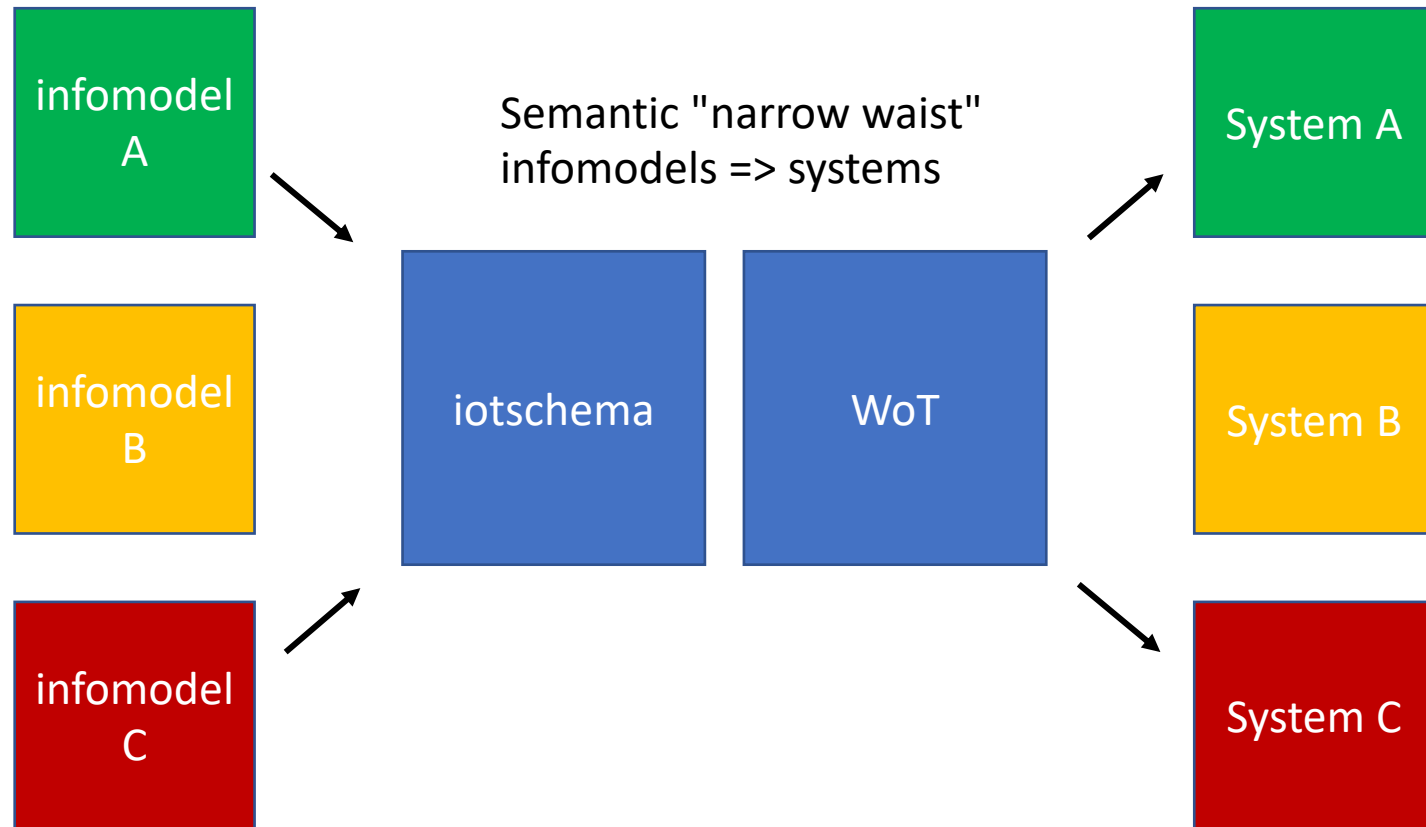 infomodel
A
Semantic "narrow waist"
infomodels => systems
System A
infomodel
B
iotschema
WoT
System B
infomodel
C
System C